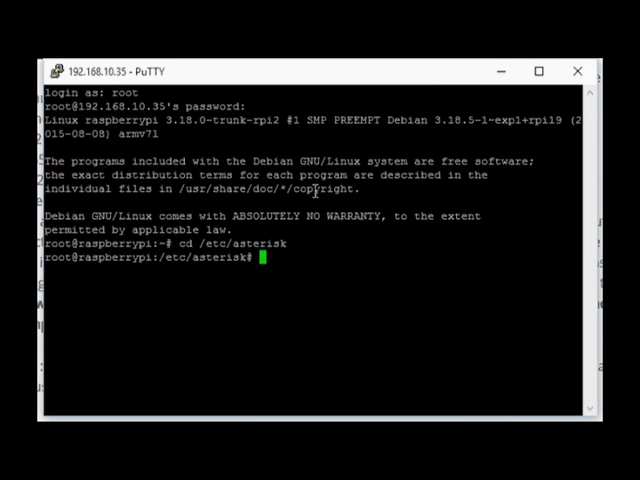 192.168.10.35 - PuTTY
login as: root
root@192.168.10.35's password:
Linux raspberrypi 3.18.0-trunk-rpi2 #1 SMP PREEMPT Debian 3.18.5-1~exp1+rpi19 (2
015-08-08) armv7l
The programs included with the Debian GNU/Linux system are free software;
the exact distribution terms for each program are described in the
individual files in /usr/share/doc/*/copyright.
Debian GNU/Linux comes with ABSOLUTELY NO WARRANTY, to the extent
permitted by applicable law.
root@raspberrypi:~# cd /etc/asterisk
root@raspberrypi:/etc/asterisk#